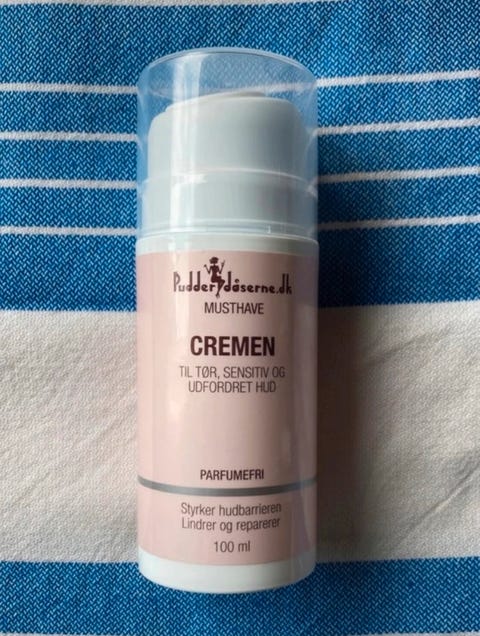 Pudderdåserne.dk
MUSTHAVE
CREMEN
TIL TØR, SENSITIV OG
UDFORDRET HUD
PARFUMEFRI
Styrker hudbarrieren
Lindrer og reparerer
100 ml